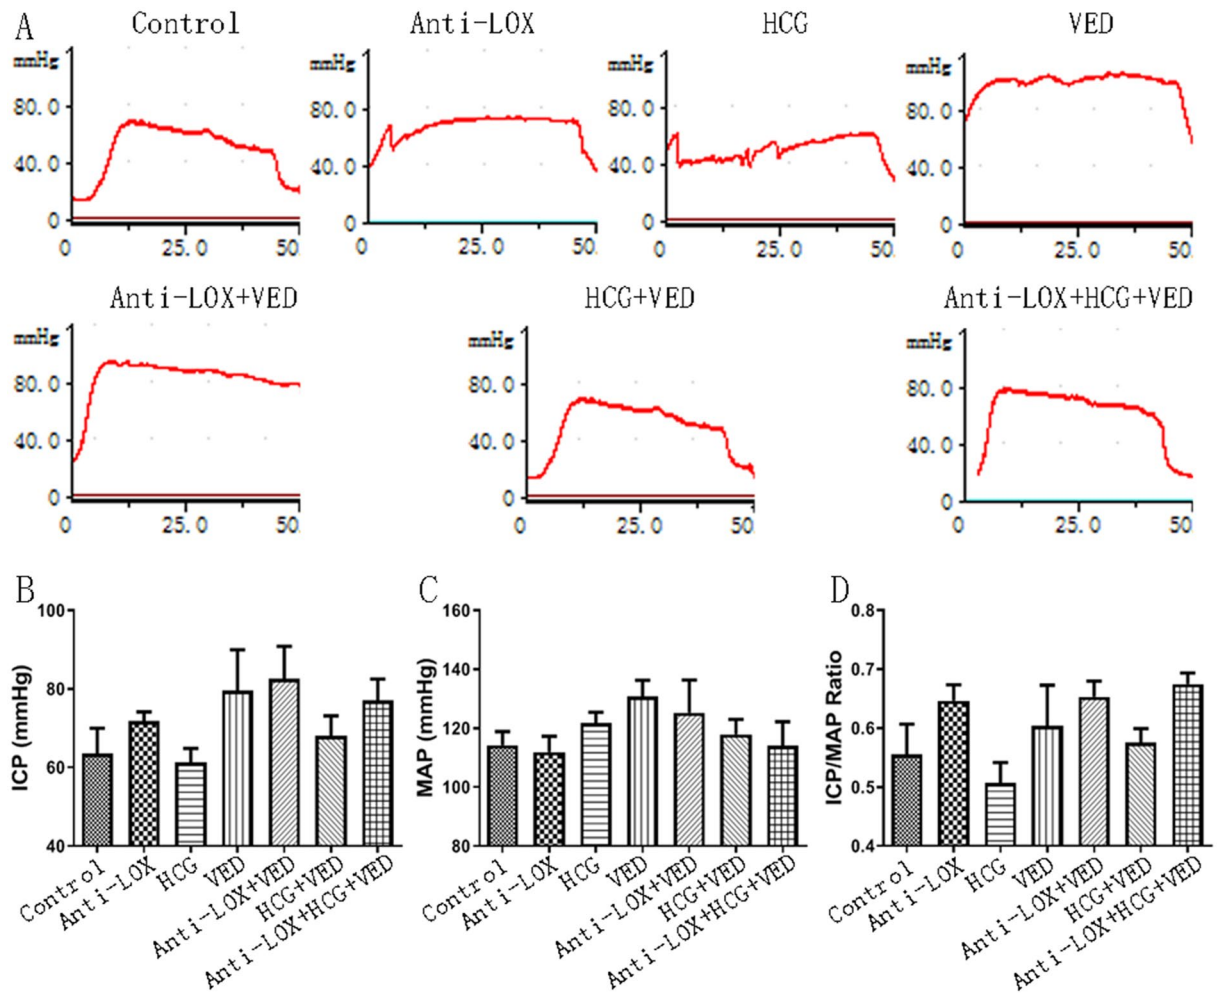 A
Control
Anti-LOX
HCG
VED
mmHg
80.0
40.0
0
0
25.0
50
mmHg
80.0
40.0
0
0
25.0
50
mmHg
80.0
40.0
0
0
25.0
50
mmHg
80.0
40.0
0
0
25.0
50
Anti-LOX+VED
HCG+VED
Anti-LOX+HCG+VED
mmHg
80.0
40.0
0
0
25.0
50
mmHg
80.0
40.0
0
0
25.0
50
mmHg
80.0
40.0
0
0
25.0
50
B
ICP (mmHg)
100
80
60
40
Control
Anti-LOX
HCG
VED
Anti-LOX+VED
HCG+VED
Anti-LOX+HCG+VED
C
MAP (mmHg)
160
140
120
100
80
Control
Anti-LOX
HCG
VED
Anti-LOX+VED
HCG+VED
Anti-LOX+HCG+VED
D
ICP/MAP Ratio
0.8
0.7
0.6
0.5
0.4
Control
Anti-LOX
HCG
VED
Anti-LOX+VED
HCG+VED
Anti-LOX+HCG+VED